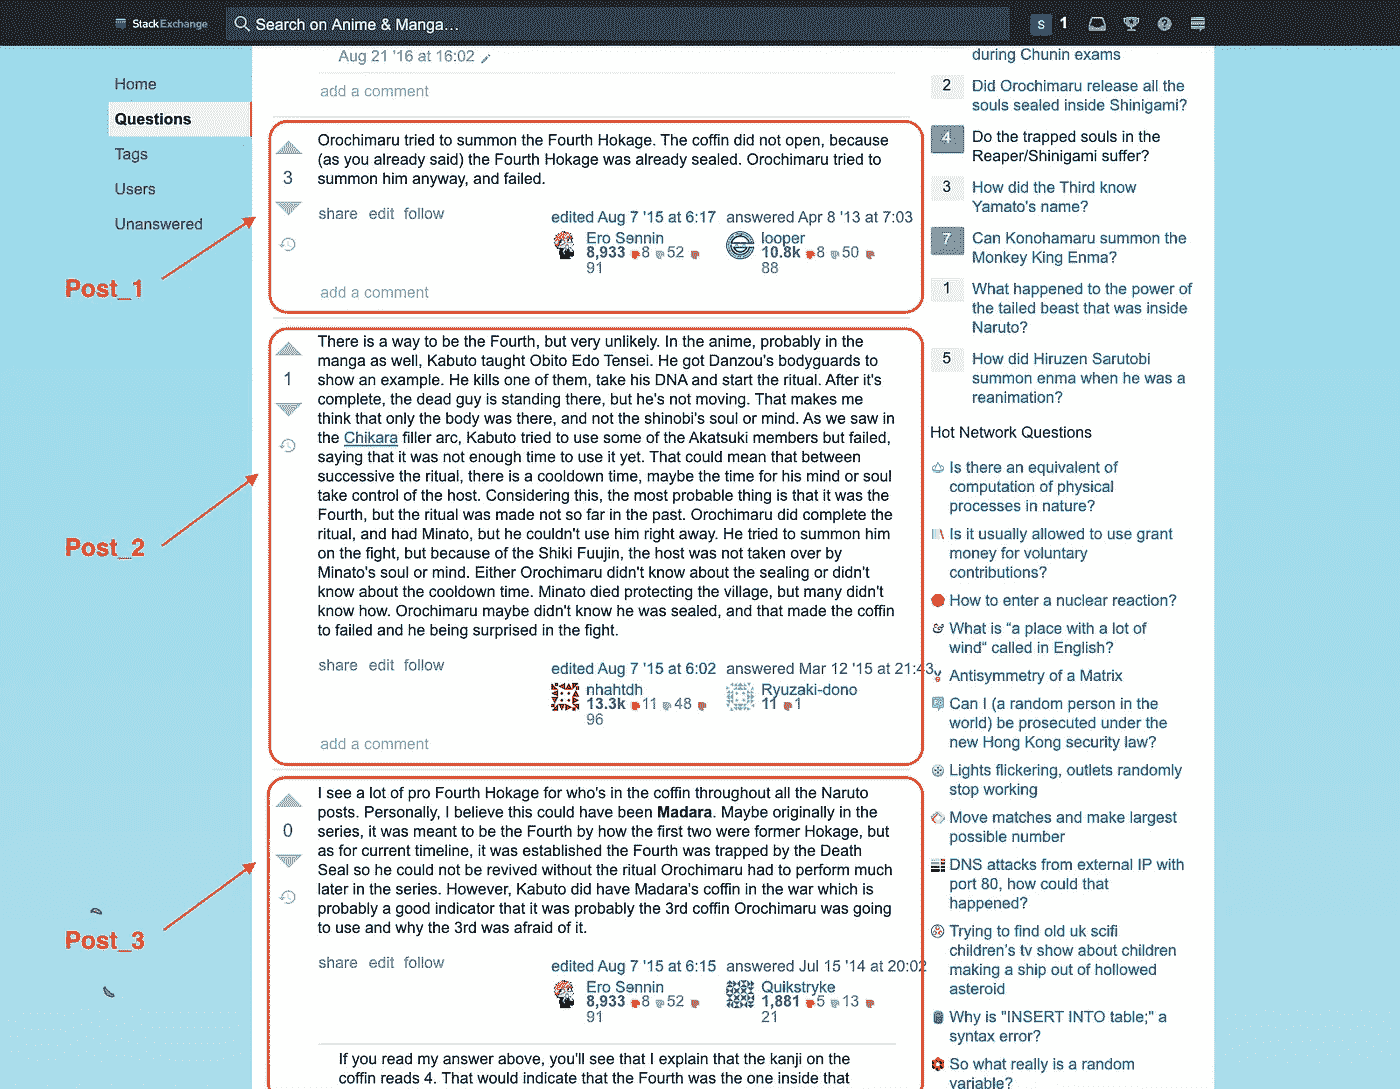 StackExchange
Search on Anime & Manga...
S 1
Home
Questions
Tags
Users
Unanswered
Aug 21 '16 at 16:02
add a comment
Post_1
3
Orochimaru tried to summon the Fourth Hokage. The coffin did not open, because
(as you already said) the Fourth Hokage was already sealed. Orochimaru tried to
summon him anyway, and failed.
share edit follow
edited Aug 7 '15 at 6:17
Ero Sɘnnin
8,933 8 52
91
answered Apr 8 '13 at 7:03
looper
10.8k 8 50
88
add a comment
Post_2
1
There is a way to be the Fourth, but very unlikely. In the anime, probably in the
manga as well, Kabuto taught Obito Edo Tensei. He got Danzou's bodyguards to
show an example. He kills one of them, take his DNA and start the ritual. After it's
complete, the dead guy is standing there, but he's not moving. That makes me
think that only the body was there, and not the shinobi's soul or mind. As we saw in
the Chikara filler arc, Kabuto tried to use some of the Akatsuki members but failed,
saying that it was not enough time to use it yet. That could mean that between
successive the ritual, there is a cooldown time, maybe the time for his mind or soul
take control of the host. Considering this, the most probable thing is that it was the
Fourth, but the ritual was made not so far in the past. Orochimaru did complete the
ritual, and had Minato, but he couldn't use him right away. He tried to summon him
on the fight, but because of the Shiki Fuujin, the host was not taken over by
Minato's soul or mind. Either Orochimaru didn't know about the sealing or didn't
know about the cooldown time. Minato died protecting the village, but many didn't
know how. Orochimaru maybe didn't know he was sealed, and that made the coffin
to failed and he being surprised in the fight.
share edit follow
edited Aug 7 '15 at 6:02
nhahtdh
13.3k 11 48
96
answered Mar 12 '15 at 21:43
Ryuzaki-dono
11 1
add a comment
Post_3
0
I see a lot of pro Fourth Hokage for who's in the coffin throughout all the Naruto
posts. Personally, I believe this could have been Madara. Maybe originally in the
series, it was meant to be the Fourth by how the first two were former Hokage, but
as for current timeline, it was established the Fourth was trapped by the Death
Seal so he could not be revived without the ritual Orochimaru had to perform much
later in the series. However, Kabuto did have Madara's coffin in the war which is
probably a good indicator that it was probably the 3rd coffin Orochimaru was going
to use and why the 3rd was afraid of it.
share edit follow
edited Aug 7 '15 at 6:15
Ero Sɘnnin
8,933 8 52
91
answered Jul 15 '14 at 20:02
Quikstryke
1,881 5 13
21
If you read my answer above, you'll see that I explain that the kanji on the
coffin reads 4. That would indicate that the Fourth was the one inside that
during Chunin exams
2 Did Orochimaru release all the
souls sealed inside Shinigami?
4 Do the trapped souls in the
Reaper/Shinigami suffer?
3 How did the Third know
Yamato's name?
7 Can Konohamaru summon the
Monkey King Enma?
1 What happened to the power of
the tailed beast that was inside
Naruto?
5 How did Hiruzen Sarutobi
summon enma when he was a
reanimation?
Hot Network Questions
Is there an equivalent of
computation of physical
processes in nature?
Is it usually allowed to use grant
money for voluntary
contributions?
How to enter a nuclear reaction?
What is “a place with a lot of
wind“ called in English?
Antisymmetry of a Matrix
Can I (a random person in the
world) be prosecuted under the
new Hong Kong security law?
Lights flickering, outlets randomly
stop working
Move matches and make largest
possible number
DNS attacks from external IP with
port 80, how could that
happened?
Trying to find old uk scifi
children's tv show about children
making a ship out of hollowed
asteroid
Why is "INSERT INTO table;" a
syntax error?
So what really is a random
variable?